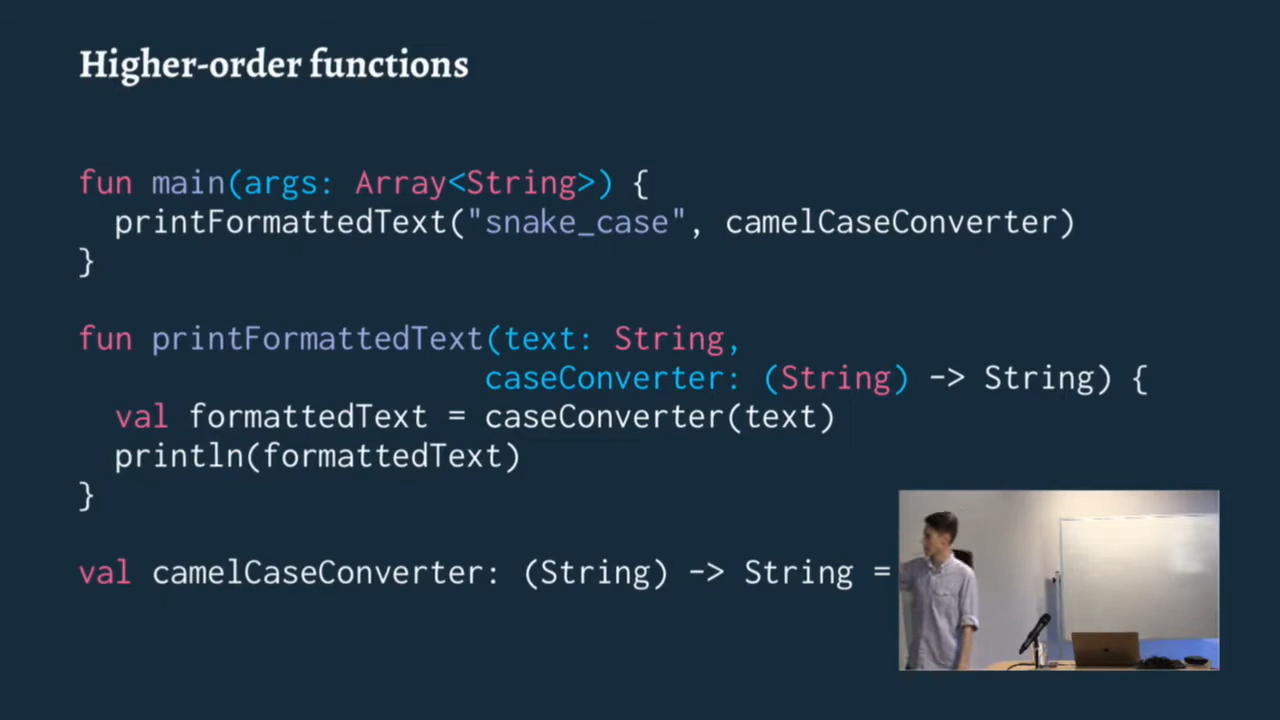 Higher-order functions
fun main(args: Array<String>) {
  printFormattedText("snake_case", camelCaseConverter)
}
fun printFormattedText(text: String,
                      caseConverter: (String) -> String) {
  val formattedText = caseConverter(text)
  println(formattedText)
}
val camelCaseConverter: (String) -> String =